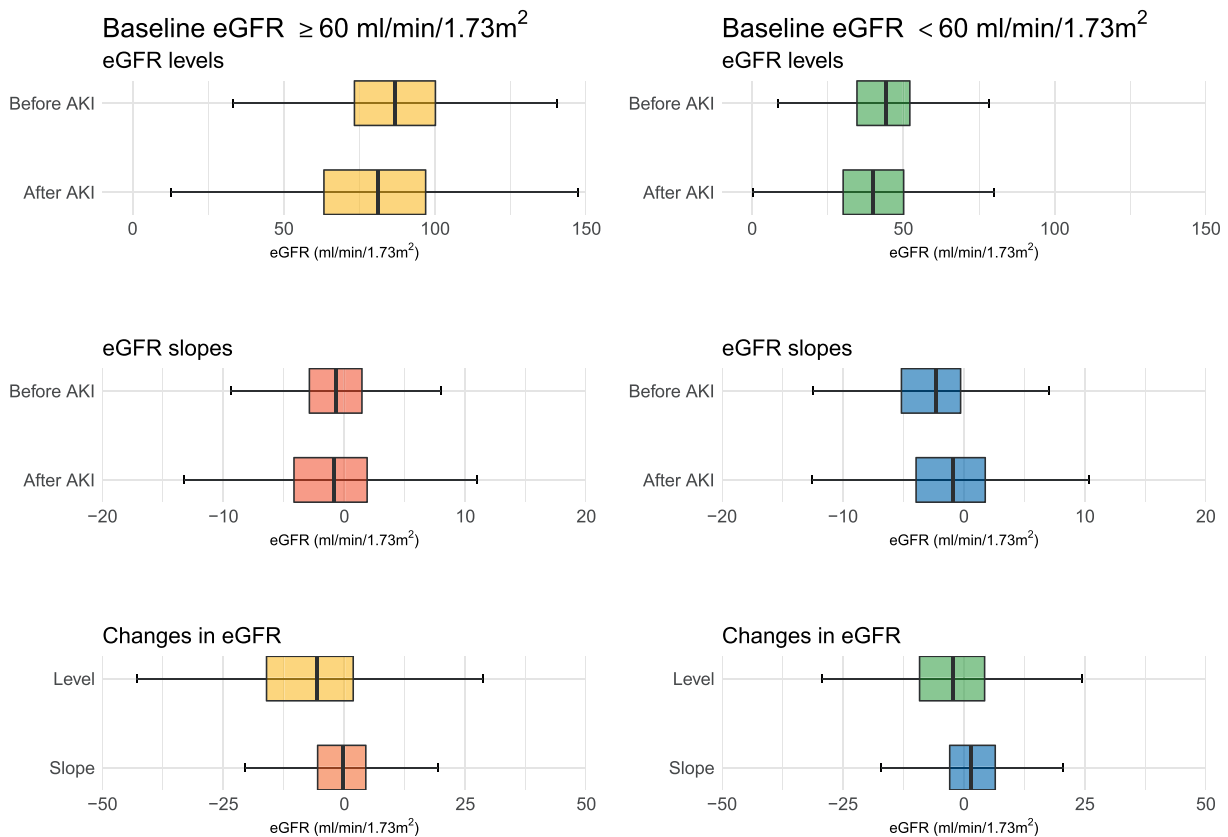 Baseline eGFR ≥ 60 ml/min/1.73m²
eGFR levels
Before AKI
After AKI
0 50 100 150
eGFR (ml/min/1.73m²)
eGFR slopes
Before AKI
After AKI
−20 −10 0 10 20
eGFR (ml/min/1.73m²)
Changes in eGFR
Level
Slope
−50 −25 0 25 50
eGFR (ml/min/1.73m²)
Baseline eGFR < 60 ml/min/1.73m²
eGFR levels
Before AKI
After AKI
0 50 100 150
eGFR (ml/min/1.73m²)
eGFR slopes
Before AKI
After AKI
−20 −10 0 10 20
eGFR (ml/min/1.73m²)
Changes in eGFR
Level
Slope
−50 −25 0 25 50
eGFR (ml/min/1.73m²)